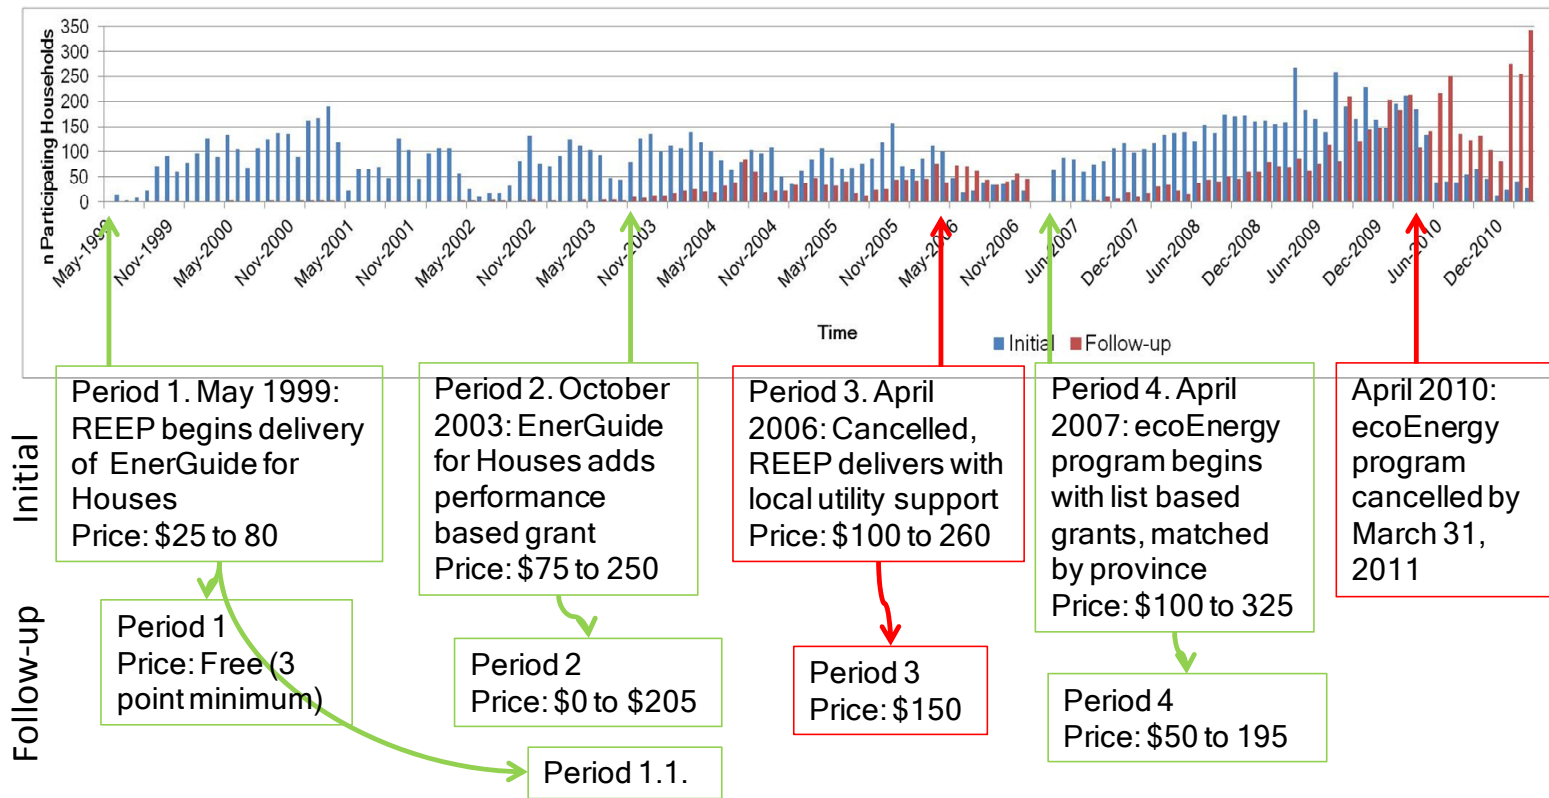 350
300
250
200
150
100
50
0
n Participating Households
May-1999
Nov-1999
May-2000
Nov-2000
May-2001
Nov-2001
May-2002
Nov-2002
May-2003
Nov-2003
May-2004
Nov-2004
May-2005
Nov-2005
May-2006
Nov-2006
Jun-2007
Dec-2007
Jun-2008
Dec-2008
Jun-2009
Dec-2009
Jun-2010
Dec-2010
Time
Initial
Follow-up
Initial
Period 1. May 1999:
REEP begins delivery
of EnerGuide for
Houses
Price: $25 to 80
Period 2. October
2003: EnerGuide
for Houses adds
performance
based grant
Price: $75 to 250
Period 3. April
2006: Cancelled,
REEP delivers with
local utility support
Price: $100 to 260
Period 4. April
2007: ecoEnergy
program begins
with list based
grants, matched
by province
Price: $100 to 325
April 2010:
ecoEnergy
program
cancelled by
March 31,
2011
Follow-up
Period 1
Price: Free (3
point minimum)
Period 2
Price: $0 to $205
Period 3
Price: $150
Period 4
Price: $50 to 195
Period 1.1.